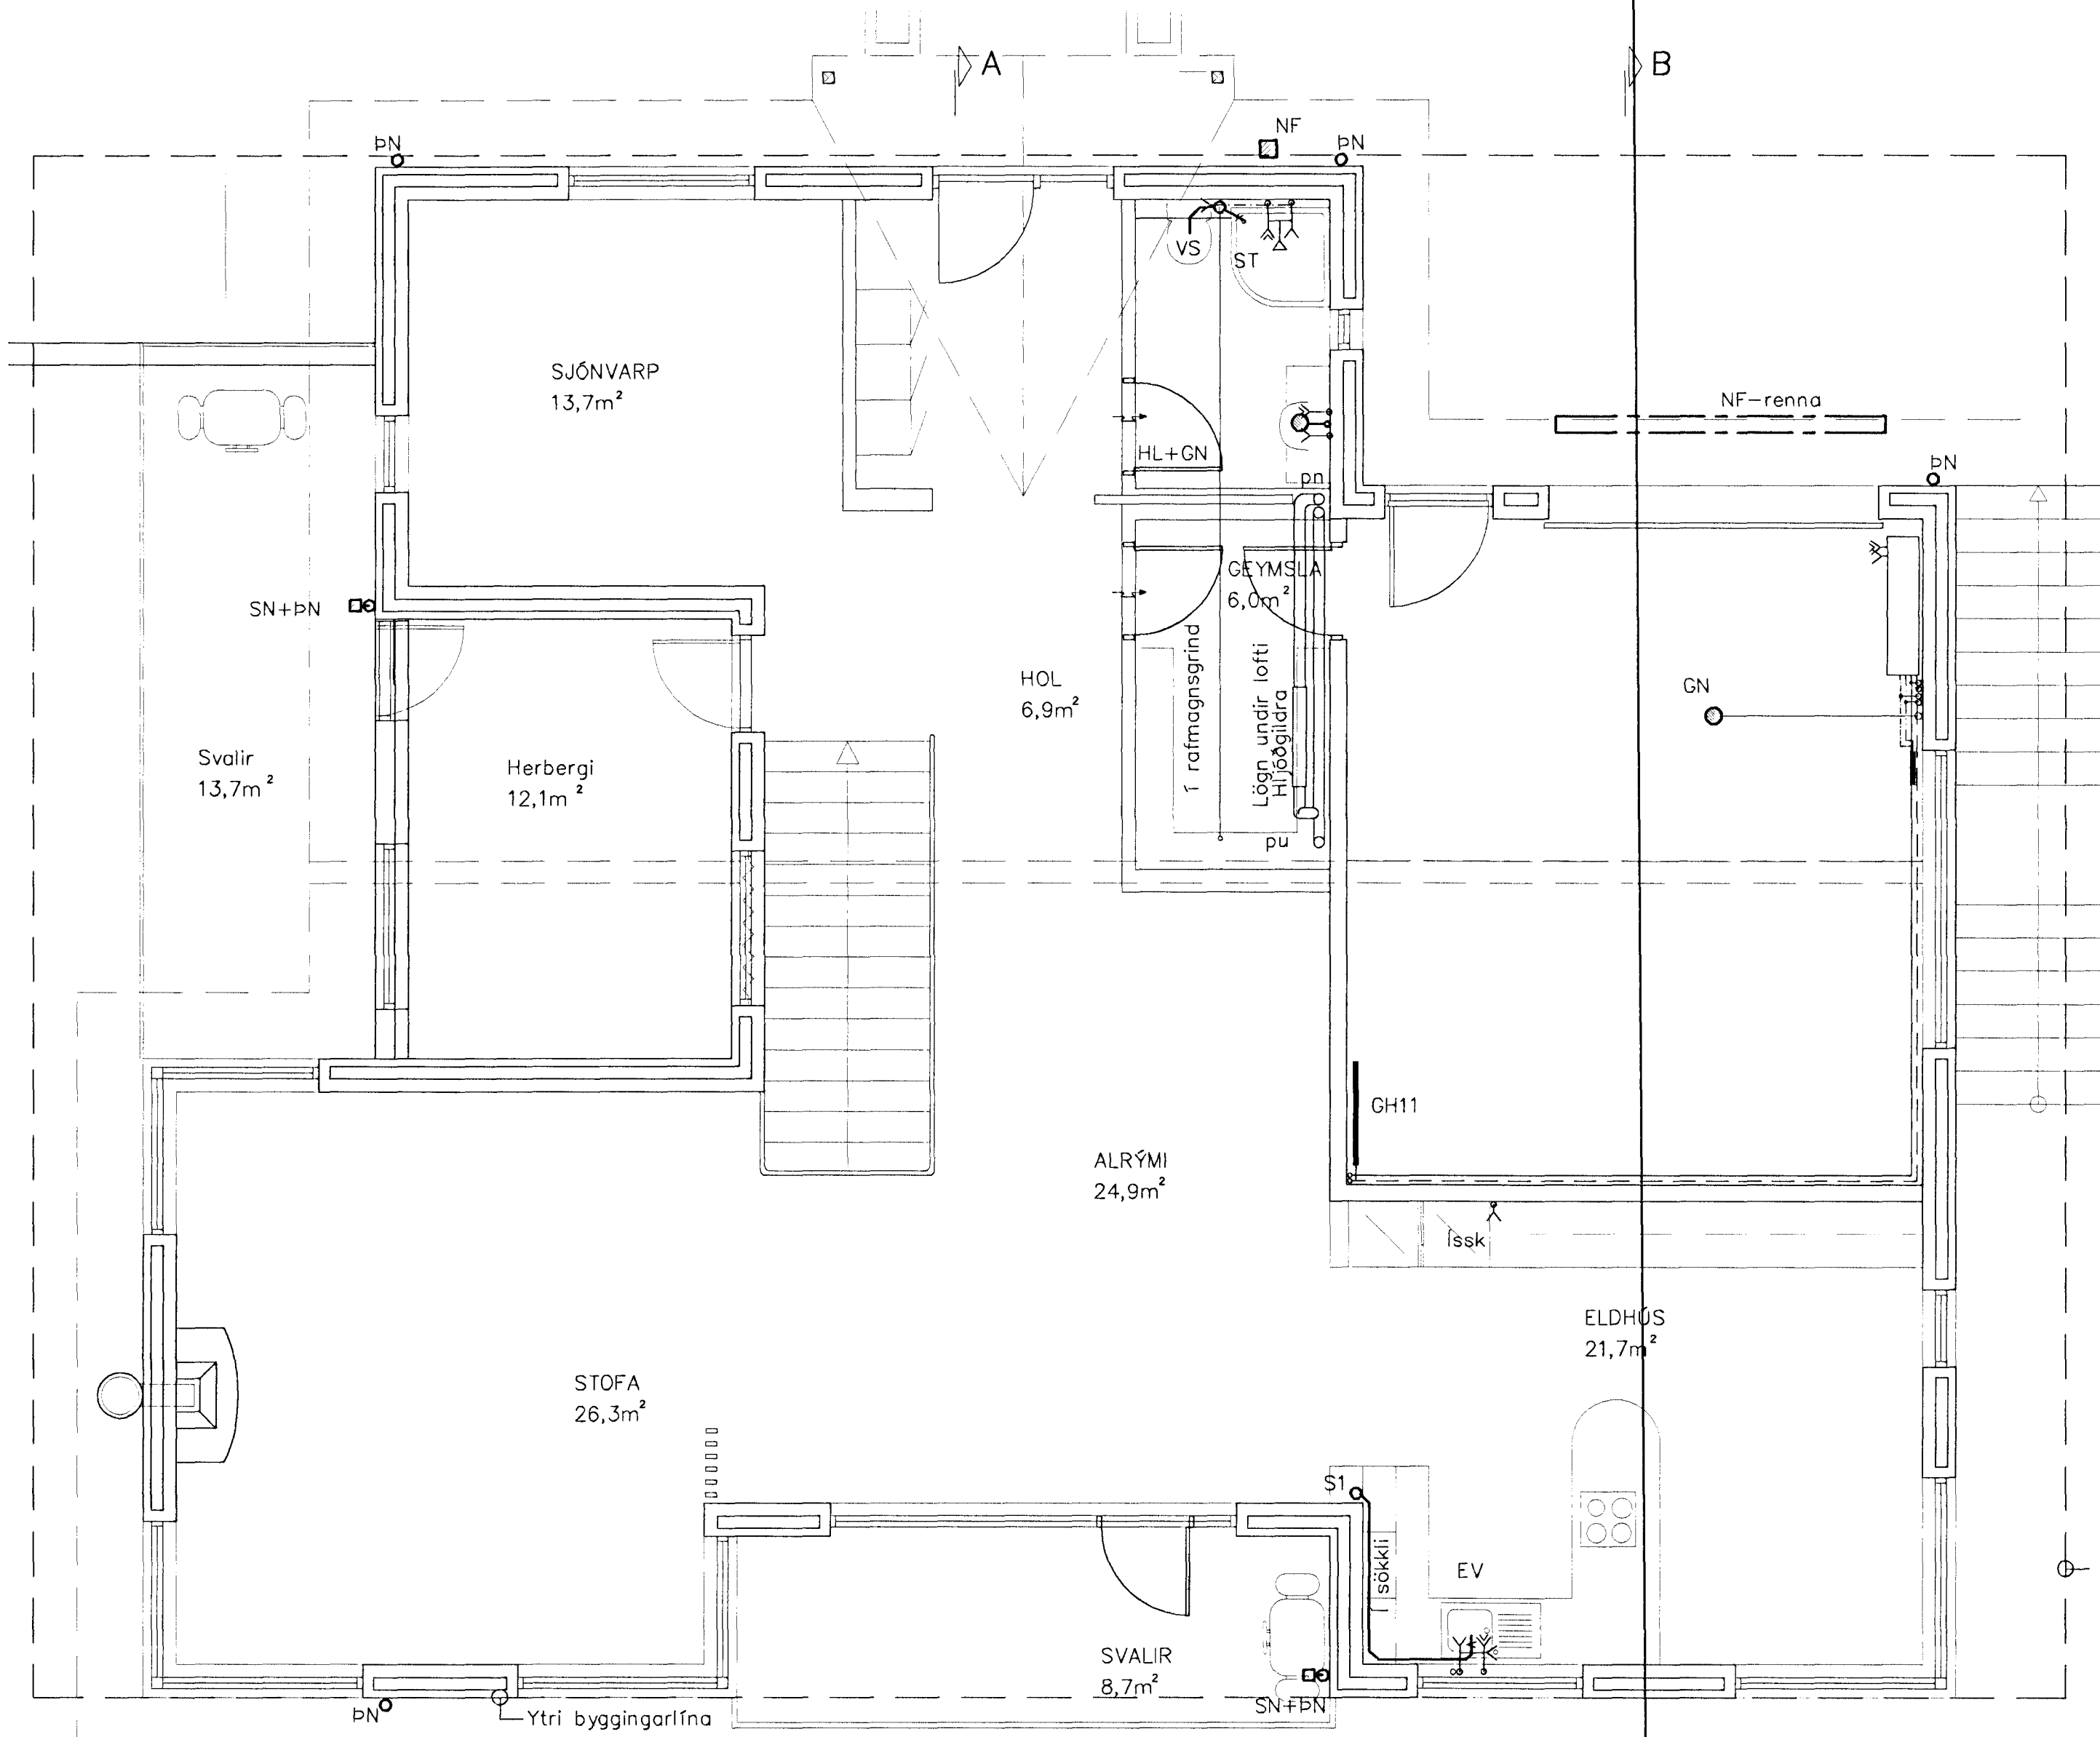 A
B
NF
ÞN
ÞN
VS
ST
SJÓNVARP
13,7m²
NF-renna
HL+GN
ÞN
pn
GEYMSLA
6,0m²
SN+ÞN
HOL
6,9m²
Í rafmagnsgrind
Lögn undir lofti
Hljóðgildra
GN
Svalir
13,7m²
Herbergi
12,1m²
pu
GH11
ALRÝMI
24,9m²
Íssk
ELDHÚS
21,7m²
STOFA
26,3m²
S1
Í sökkli
EV
SVALIR
8,7m²
SN+ÞN
ÞN
Ytri byggingarlína